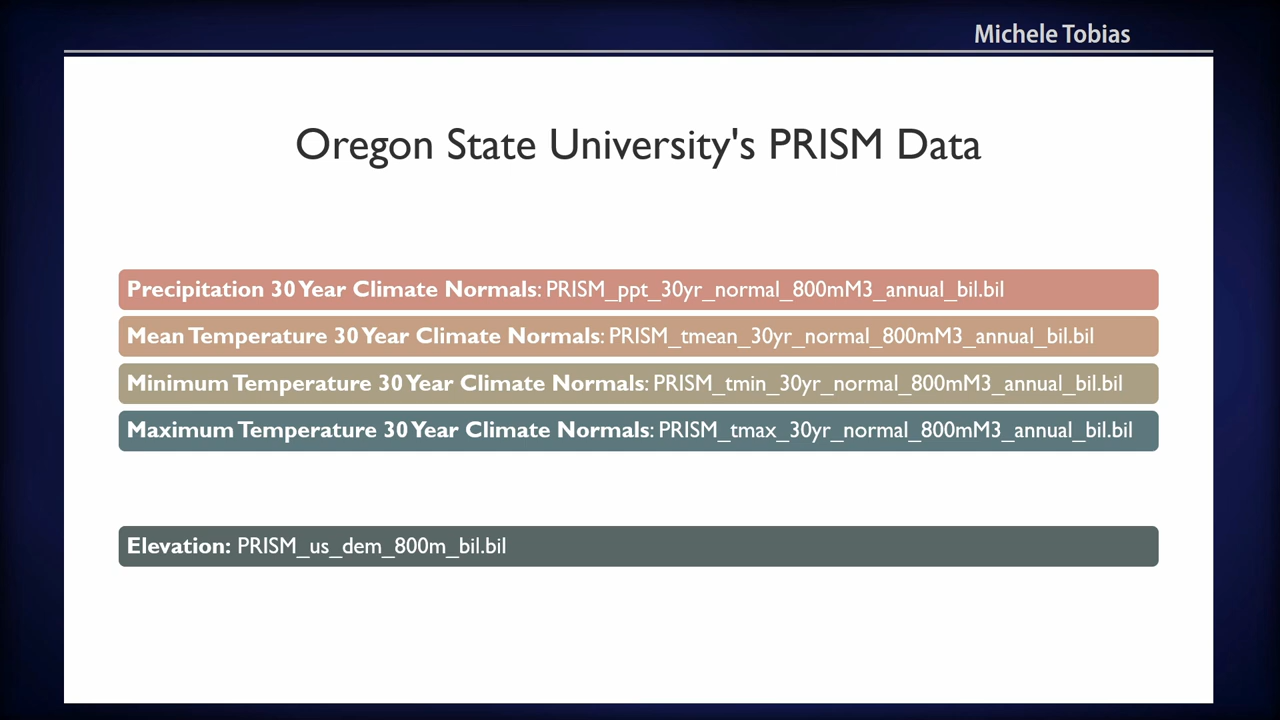 Michele Tobias
Oregon State University's PRISM Data
Precipitation 30 Year Climate Normals: PRISM_ppt_30yr_normal_800mM3_annual_bil.bil
Mean Temperature 30 Year Climate Normals: PRISM_tmean_30yr_normal_800mM3_annual_bil.bil
Minimum Temperature 30 Year Climate Normals: PRISM_tmin_30yr_normal_800mM3_annual_bil.bil
Maximum Temperature 30 Year Climate Normals: PRISM_tmax_30yr_normal_800mM3_annual_bil.bil
Elevation: PRISM_us_dem_800m_bil.bil